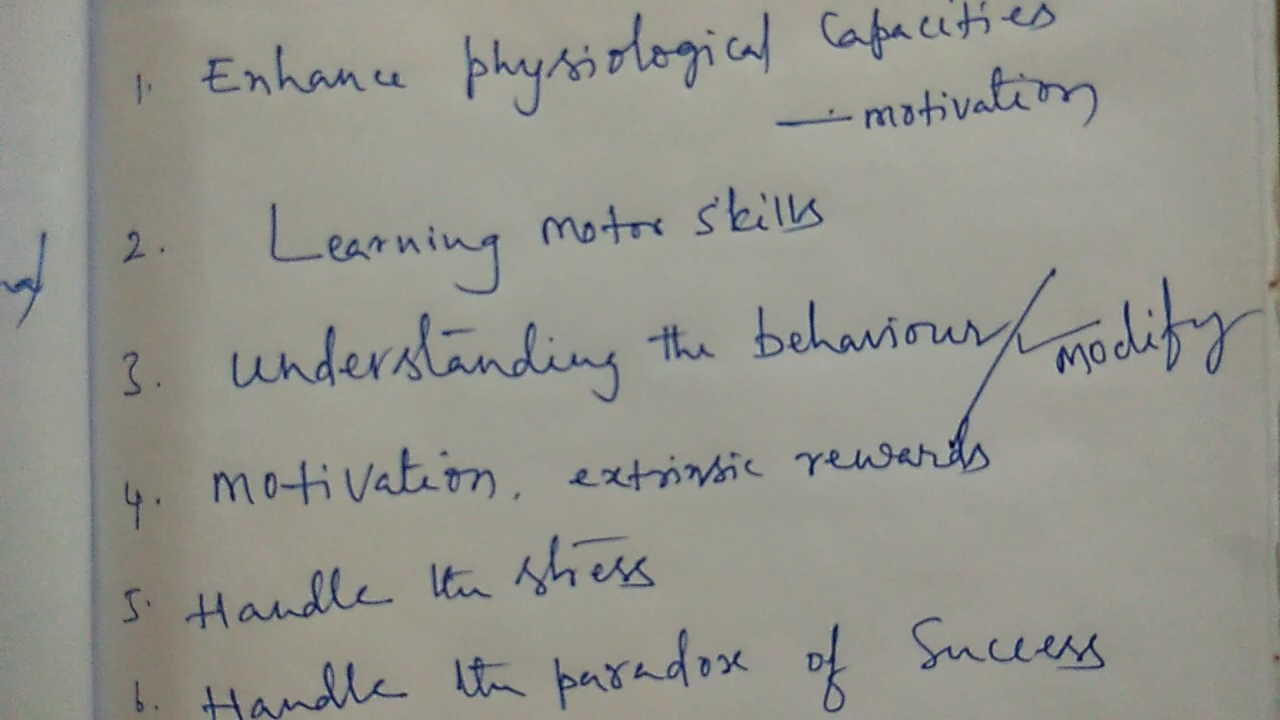 1. Enhance physiological Capacities
— motivation
2. Learning motor skills
3. understanding the behaviour / modify
4. motivation. extrinsic rewards
5. Handle the stress
6. Handle the paradox of Success